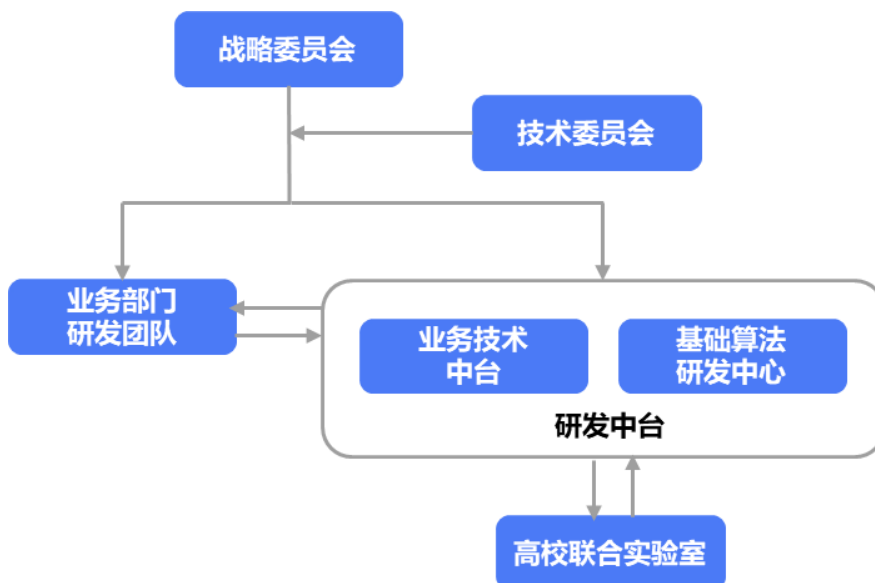 战略委员会
技术委员会
业务部门
研发团队
业务技术
中台
基础算法
研发中心
研发中台
高校联合实验室